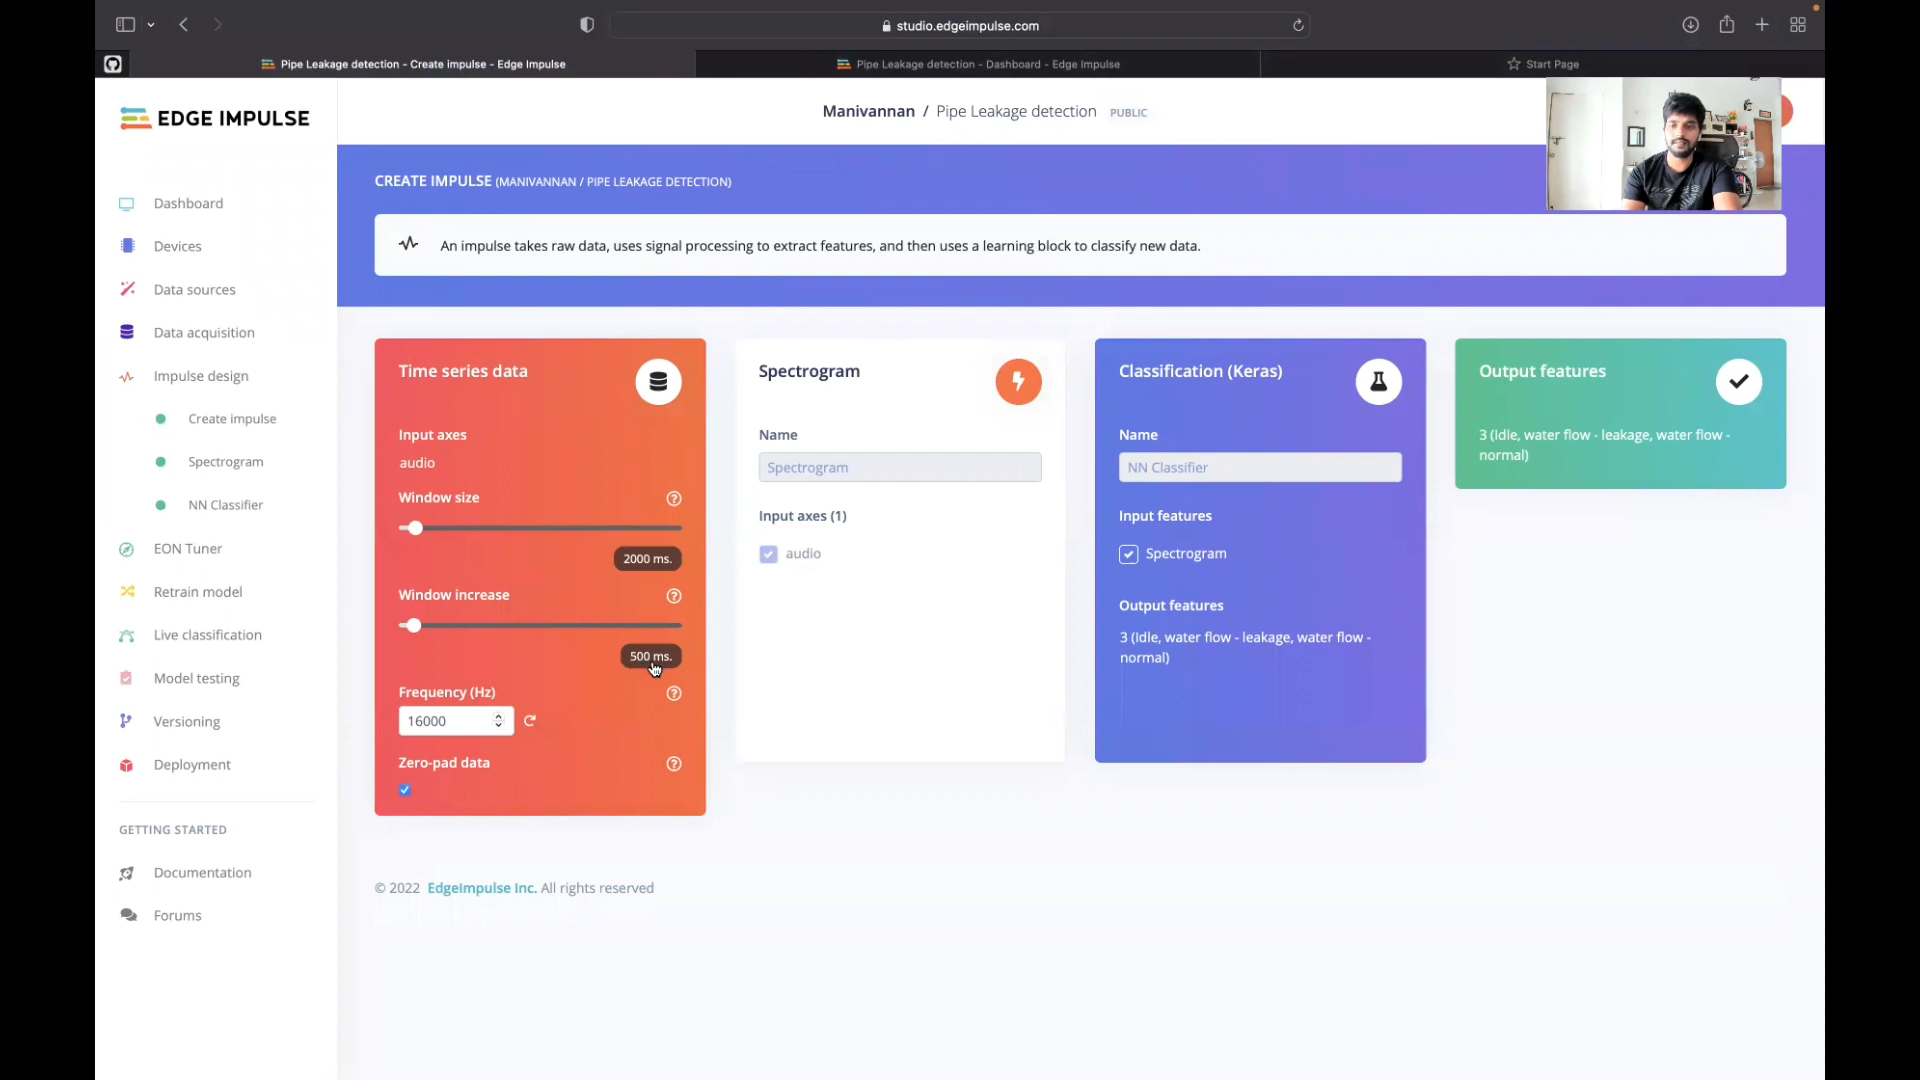 studio.edgeimpulse.com
Pipe Leakage detection - Create impulse - Edge Impulse
Pipe Leakage detection - Dashboard - Edge Impulse
Start Page
EDGE IMPULSE
Manivannan / Pipe Leakage detection PUBLIC
CREATE IMPULSE (MANIVANNAN / PIPE LEAKAGE DETECTION)
An impulse takes raw data, uses signal processing to extract features, and then uses a learning block to classify new data.
Dashboard
Devices
Data sources
Data acquisition
Impulse design
Create impulse
Spectrogram
NN Classifier
EON Tuner
Retrain model
Live classification
Model testing
Versioning
Deployment
GETTING STARTED
Documentation
Forums
Time series data
Input axes
audio
Window size
2000 ms.
Window increase
500 ms.
Frequency (Hz)
16000
Zero-pad data
Spectrogram
Name
Spectrogram
Input axes (1)
audio
Classification (Keras)
Name
NN Classifier
Input features
Spectrogram
Output features
3 (Idle, water flow - leakage, water flow -
normal)
Output features
3 (Idle, water flow - leakage, water flow -
normal)
© 2022 EdgeImpulse Inc. All rights reserved